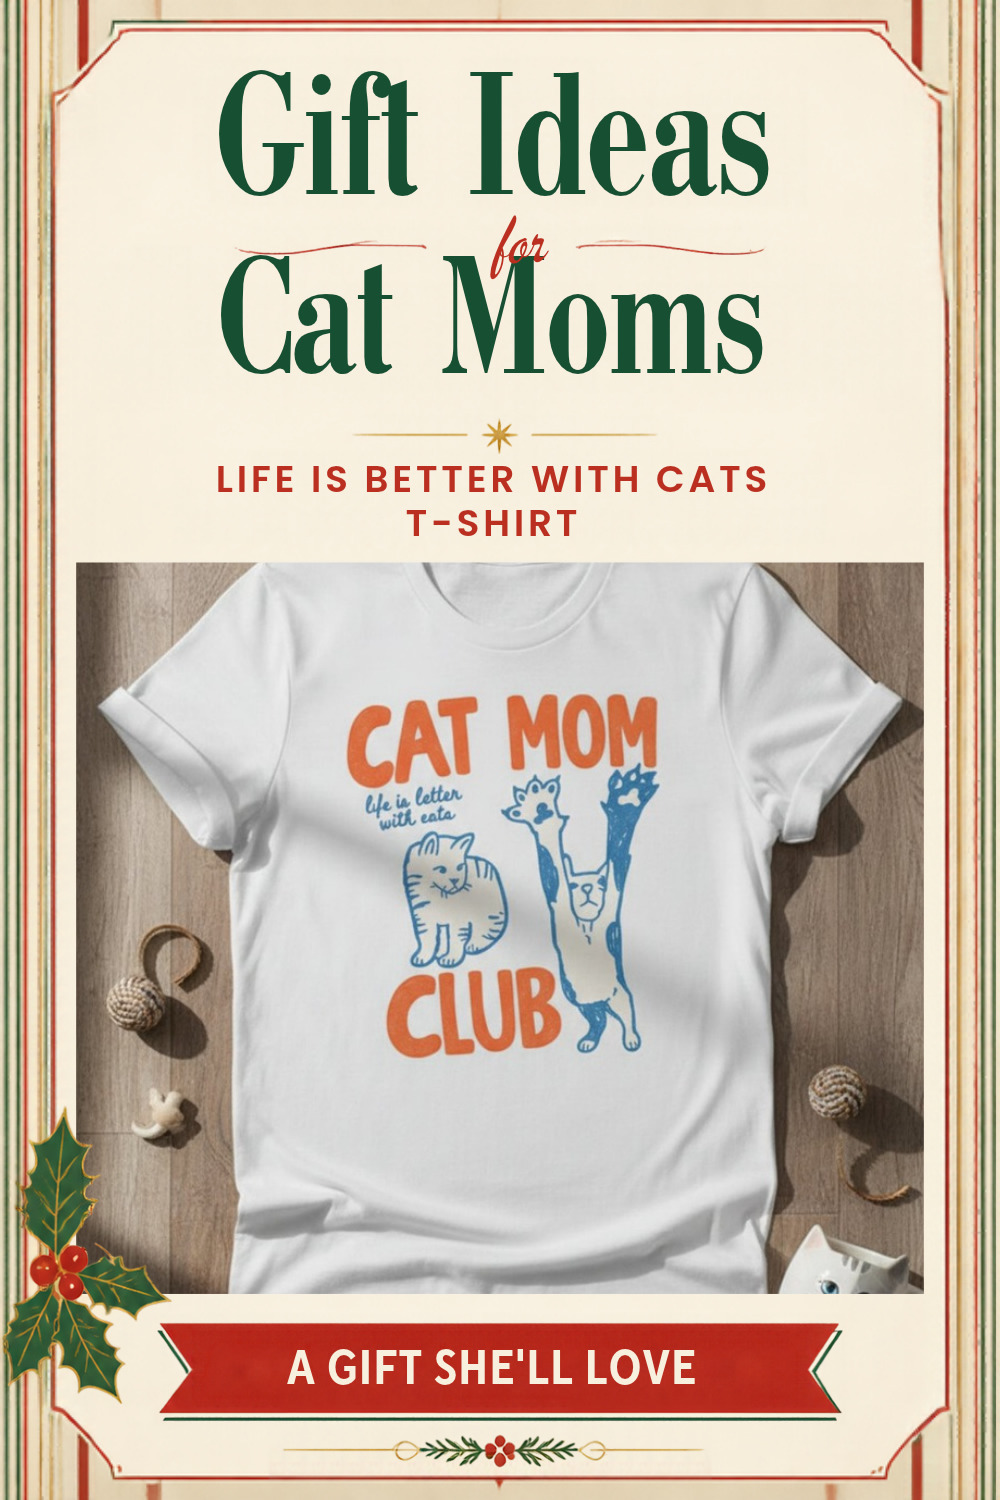 Gift Ideas
for
Cat Moms
LIFE IS BETTER WITH CATS
T-SHIRT
CAT MOM
life is letter
with cats
CLUB
A GIFT SHE'LL LOVE